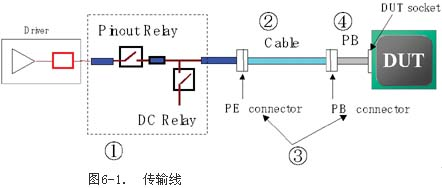 DUT socket
② ④
Driver
Pinout Relay
Cable
PB
DUT
DC Relay
PE connector
PB connector
①
③
图6-1. 传输线